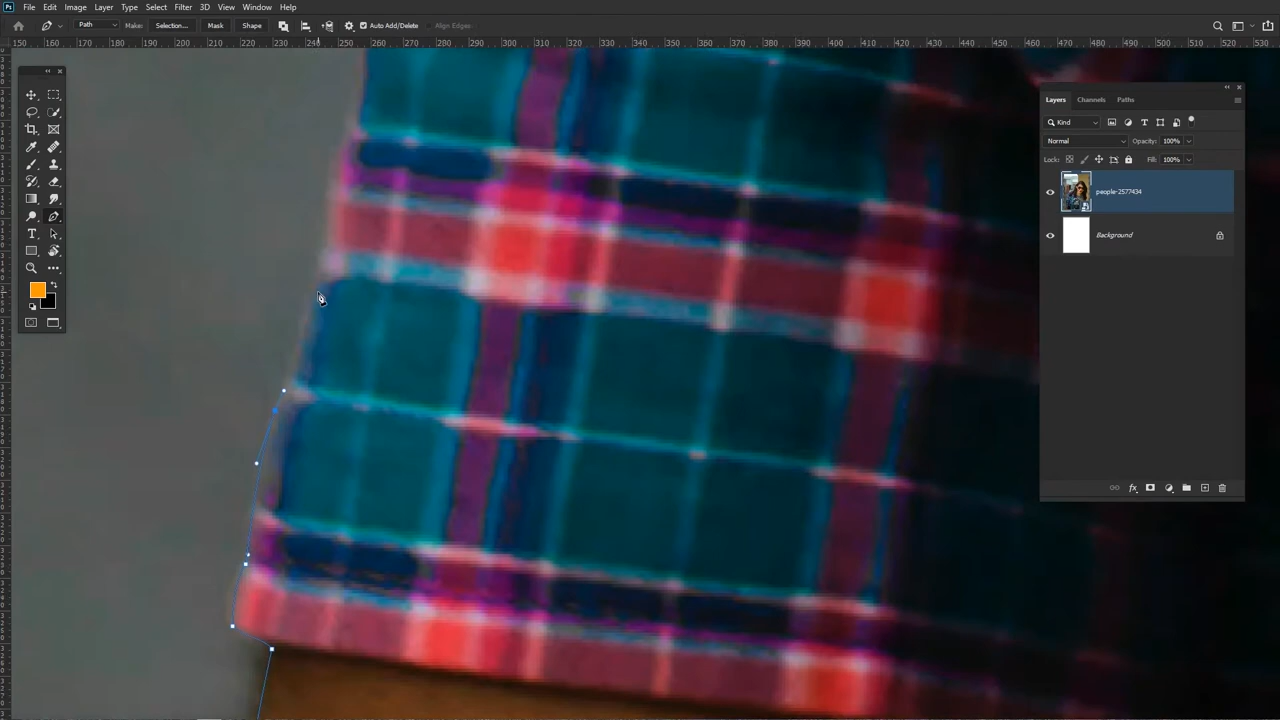 Ps File Edit Image Layer Type Select Filter 3D View Window Help
Path Make: Selection... Mask Shape Auto Add/Delete Align Edges
150 160 170 180 190 200 210 220 230 240 250 260 270 280 290 300 310 320 330 340 350 360 370 380 390 400 410 420 430 440 450 460 470 480 490 500 510 520 530
Layers Channels Paths
Kind
Normal Opacity: 100%
Lock: Fill: 100%
people-2577434
Background
fx